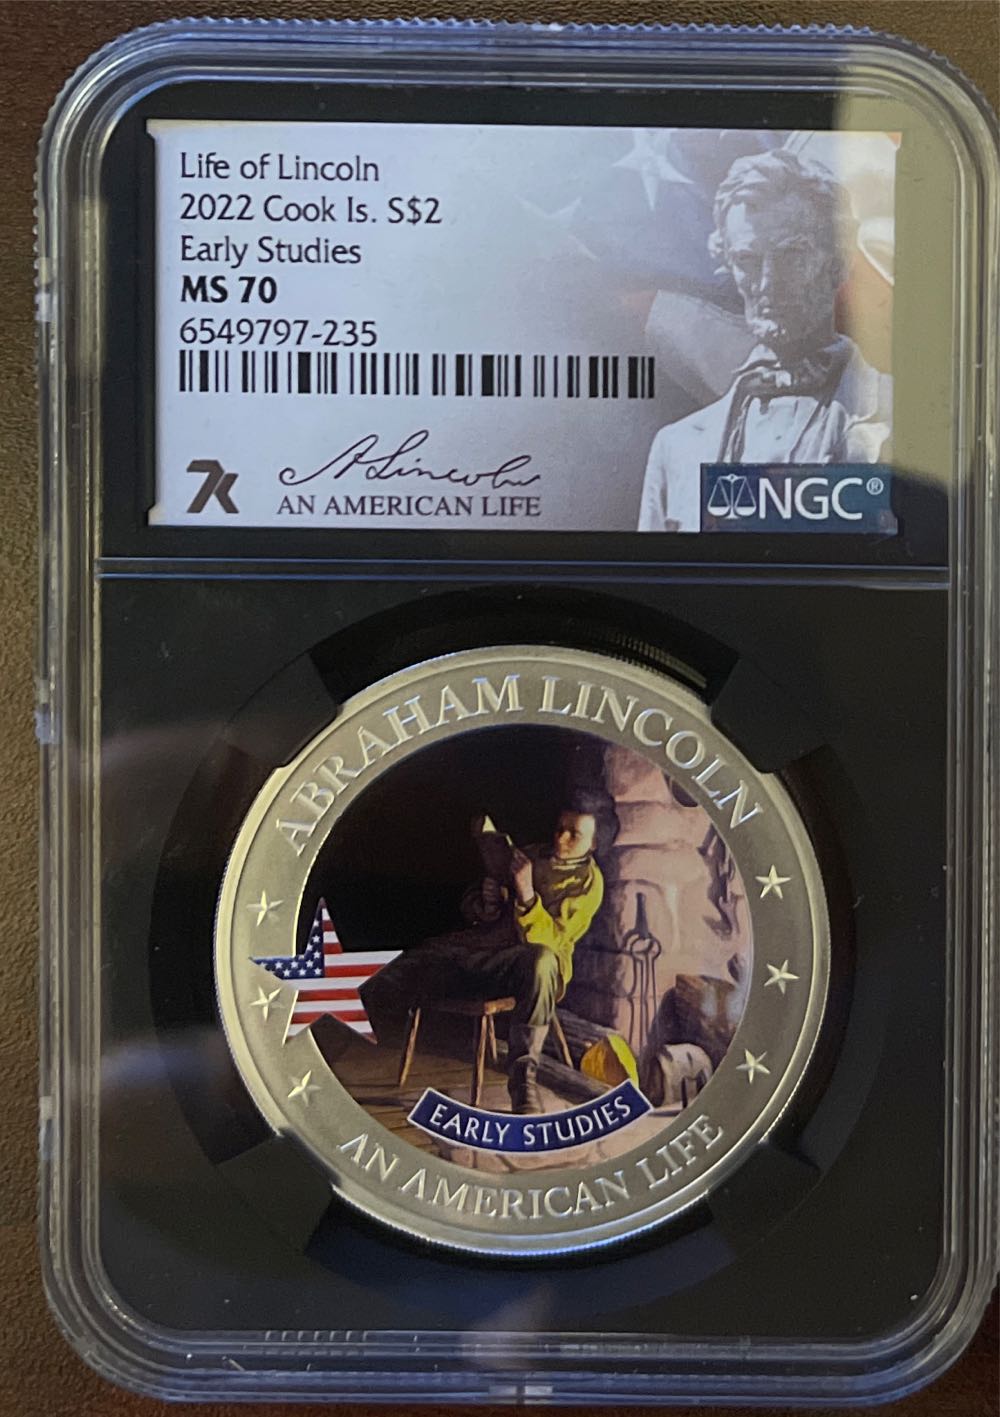 Life of Lincoln
2022 Cook Is. S$2
Early Studies
MS 70
6549797-235
7k
A Lincoln
AN AMERICAN LIFE
NGC®
ABRAHAM LINCOLN
EARLY STUDIES
AN AMERICAN LIFE